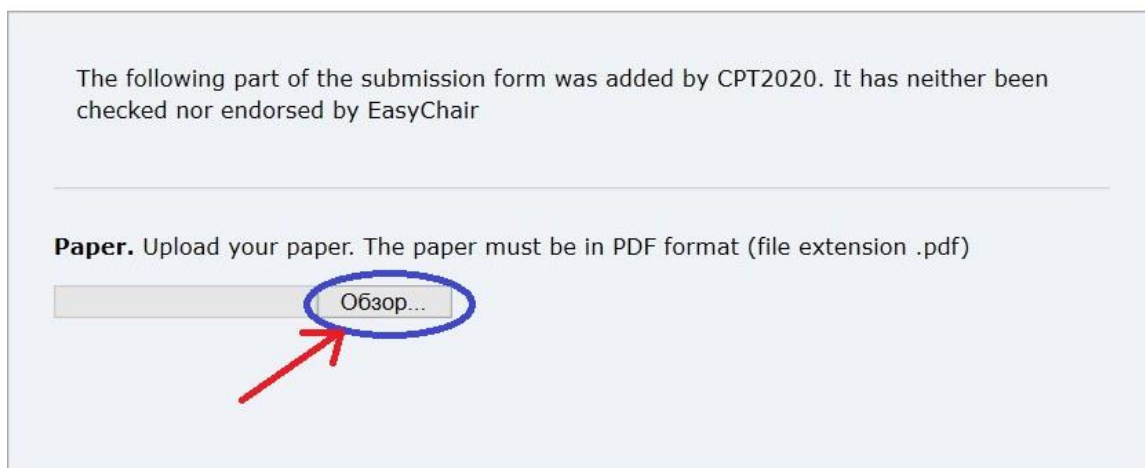 The following part of the submission form was added by CPT2020. It has neither been
checked nor endorsed by EasyChair
Paper. Upload your paper. The paper must be in PDF format (file extension .pdf)
Обзор...